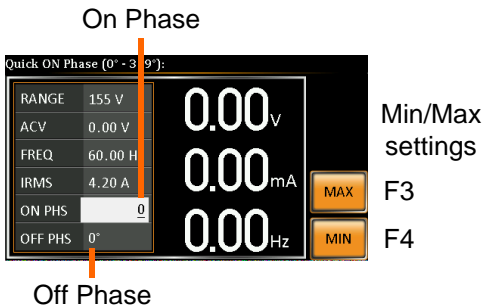 On Phase
Quick ON Phase (0° - 359°):
RANGE 155 V
ACV 0.00 V
FREQ 60.00 H
IRMS 4.20 A
ON PHS 0
OFF PHS 0°
0.00V
0.00mA
0.00Hz
Min/Max
settings
MAX F3
MIN F4
Off Phase